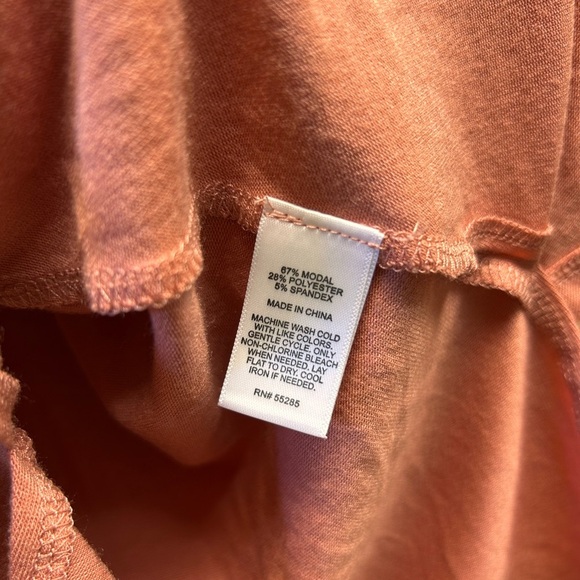 67% MODAL
28% POLYESTER
5% SPANDEX
MADE IN CHINA
MACHINE WASH COLD
WITH LIKE COLORS.
GENTLE CYCLE. ONLY
NON-CHLORINE BLEACH
WHEN NEEDED. LAY
FLAT TO DRY. COOL
IRON IF NEEDED.
RN# 55285